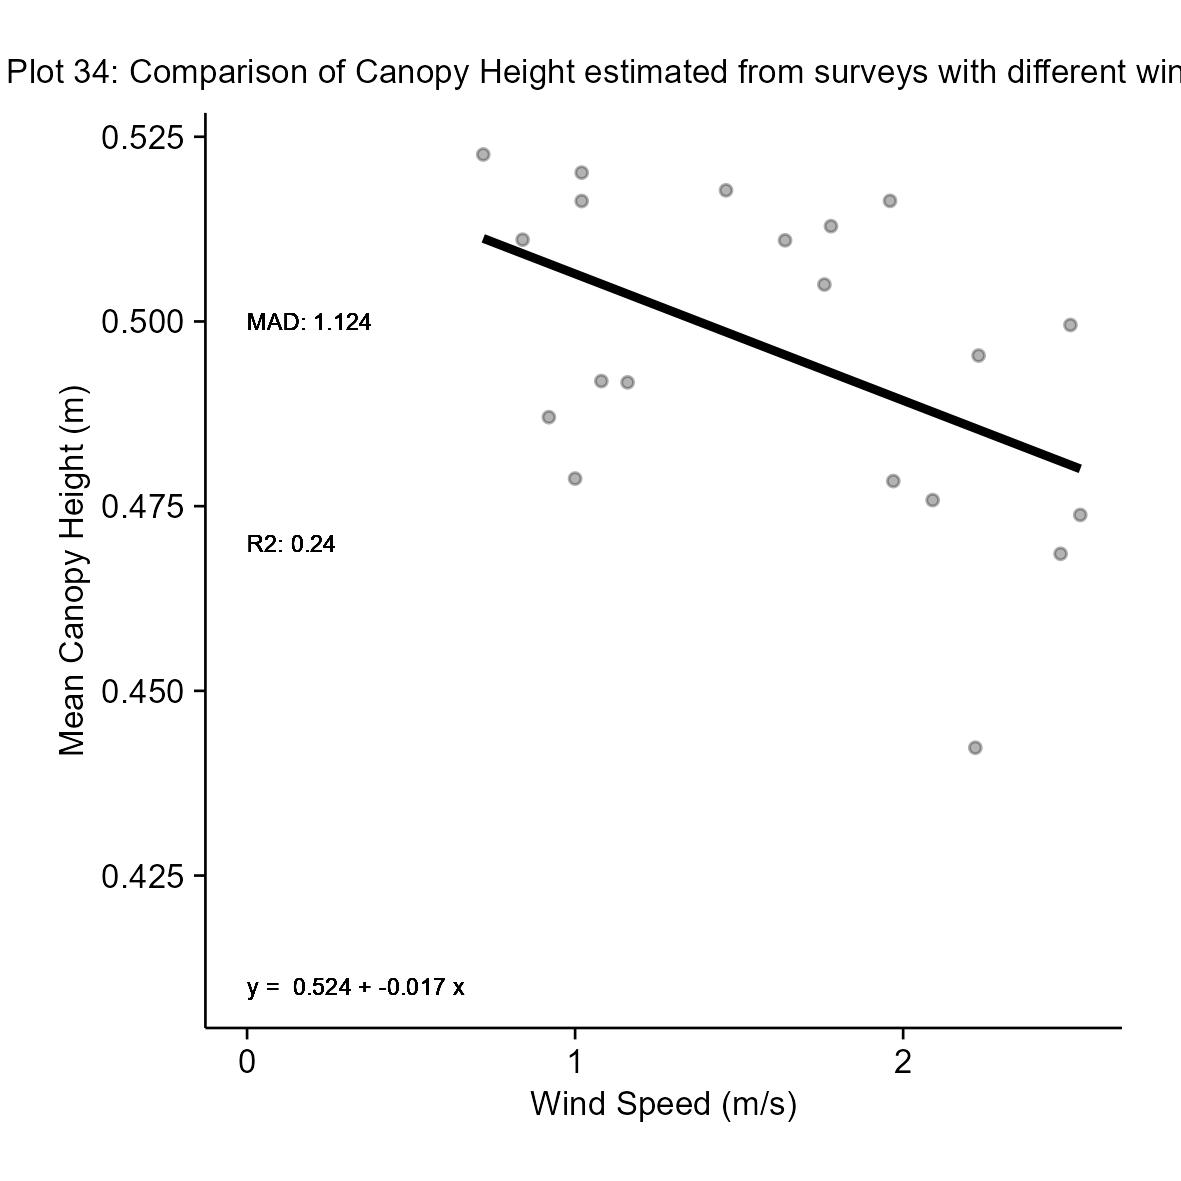 Plot 34: Comparison of Canopy Height estimated from surveys with different
0.525
0.500
0.475
0.450
0.425
Mean Canopy Height (m)
MAD: 1.124
R2: 0.24
y = 0.524 + -0.017 x
0 1 2
Wind Speed (m/s)